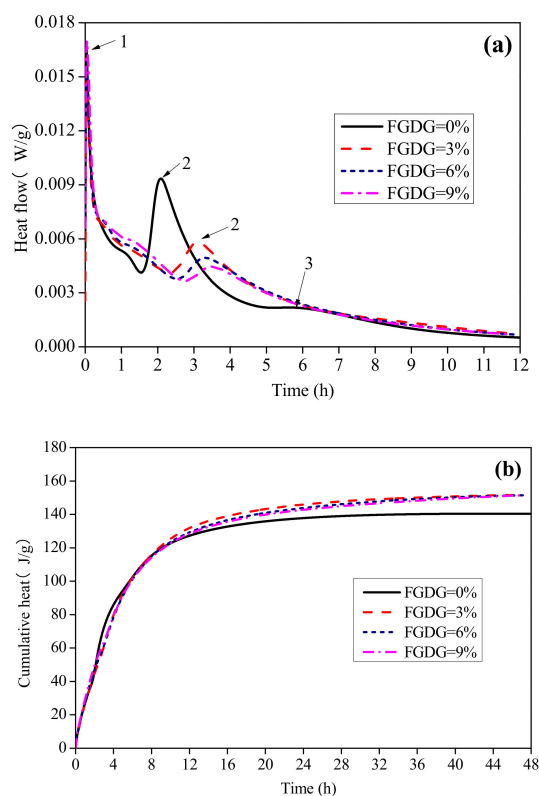 0.018
0.015
0.012
0.009
0.006
0.003
0.000
Heat flow( W/g)
1
(a)
FGDG=0%
FGDG=3%
FGDG=6%
FGDG=9%
2
2
3
0 1 2 3 4 5 6 7 8 9 10 11 12
Time (h)
180
160
140
120
100
80
60
40
20
0
Cumulative heat( J/g)
(b)
FGDG=0%
FGDG=3%
FGDG=6%
FGDG=9%
0 4 8 12 16 20 24 28 32 36 40 44 48
Time (h)